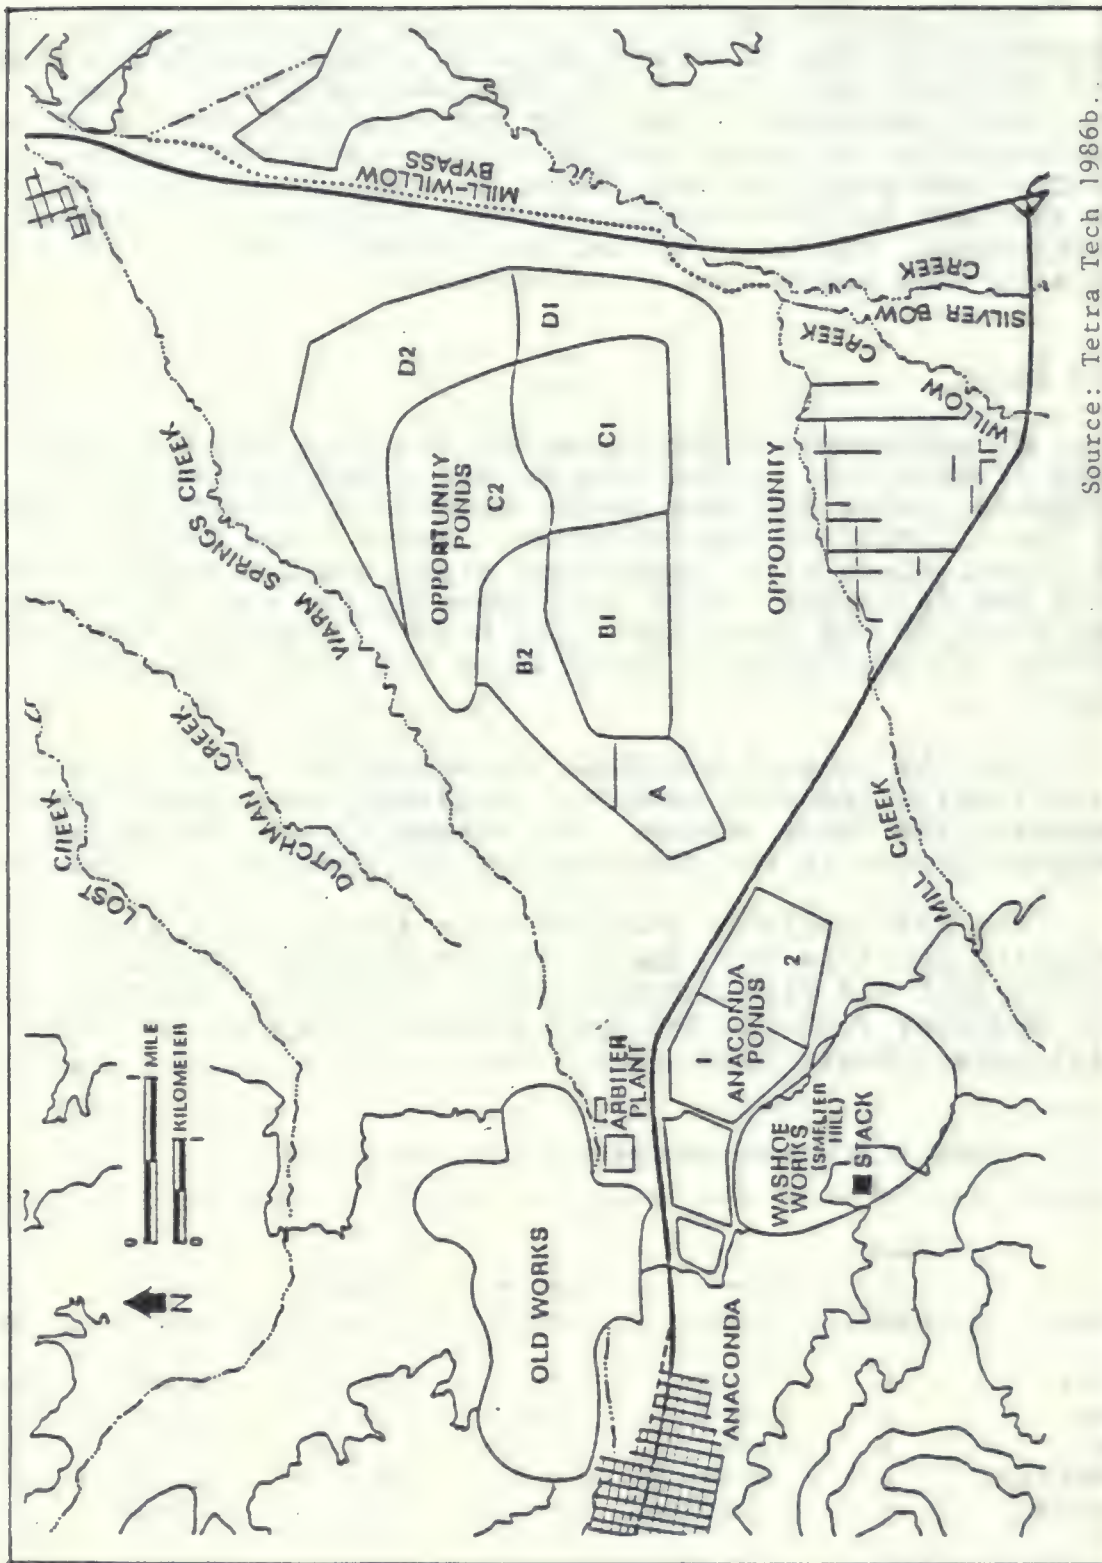 LOST
CREEK
DUTCHMAN
CREEK
WARM SPRINGS CREEK
0 1 MILE
0 1 KILOMETER
N
OLD WORKS
ARBITER
PLANT
ANACONDA
1
ANACONDA
PONDS
2
WASHOE
WORKS
(SMELTER
HILL)
STACK
OPPORTUNITY
PONDS
A
B1
B2
C1
C2
D1
D2
MILL-WILLOW
BYPASS
OPPORTUNITY
MILL CREEK
WILLOW
CREEK
SILVER BOW
CREEK
Source: Tetra Tech 1986b.